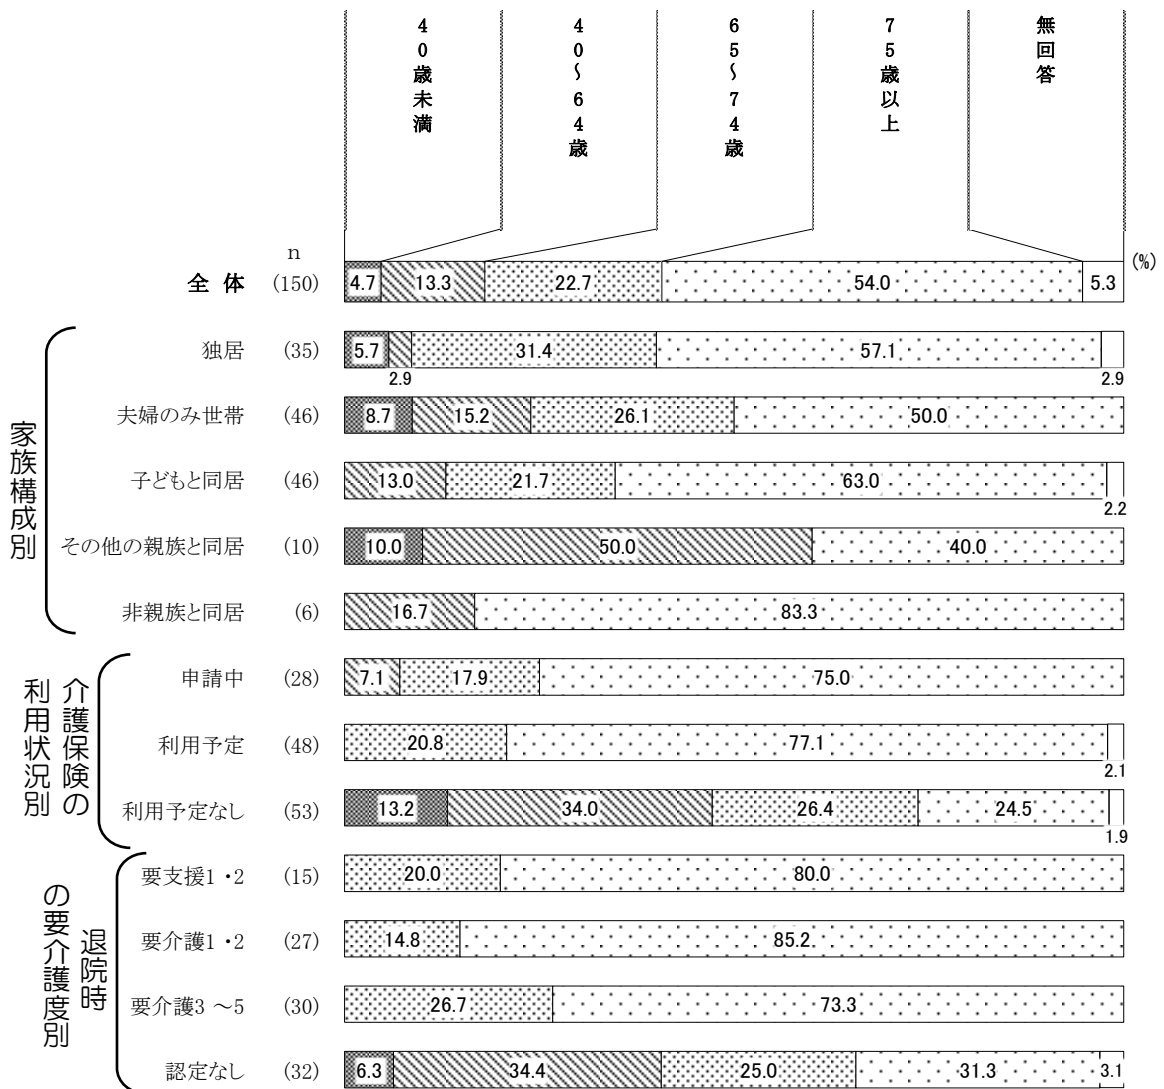 40歳未満
40～64歳
65～74歳
75歳以上
無回答
n
(%)
全 体 (150) 4.7 13.3 22.7 54.0 5.3
家族構成別
独居 (35) 5.7 2.9 31.4 57.1 2.9
夫婦のみ世帯 (46) 8.7 15.2 26.1 50.0
子どもと同居 (46) 13.0 21.7 63.0 2.2
その他の親族と同居 (10) 10.0 50.0 40.0
非親族と同居 (6) 16.7 83.3
介護保険の
利用状況別
申請中 (28) 7.1 17.9 75.0
利用予定 (48) 20.8 77.1 2.1
利用予定なし (53) 13.2 34.0 26.4 24.5 1.9
退院時
の要介護度別
要支援1・2 (15) 20.0 80.0
要介護1・2 (27) 14.8 85.2
要介護3～5 (30) 26.7 73.3
認定なし (32) 6.3 34.4 25.0 31.3 3.1